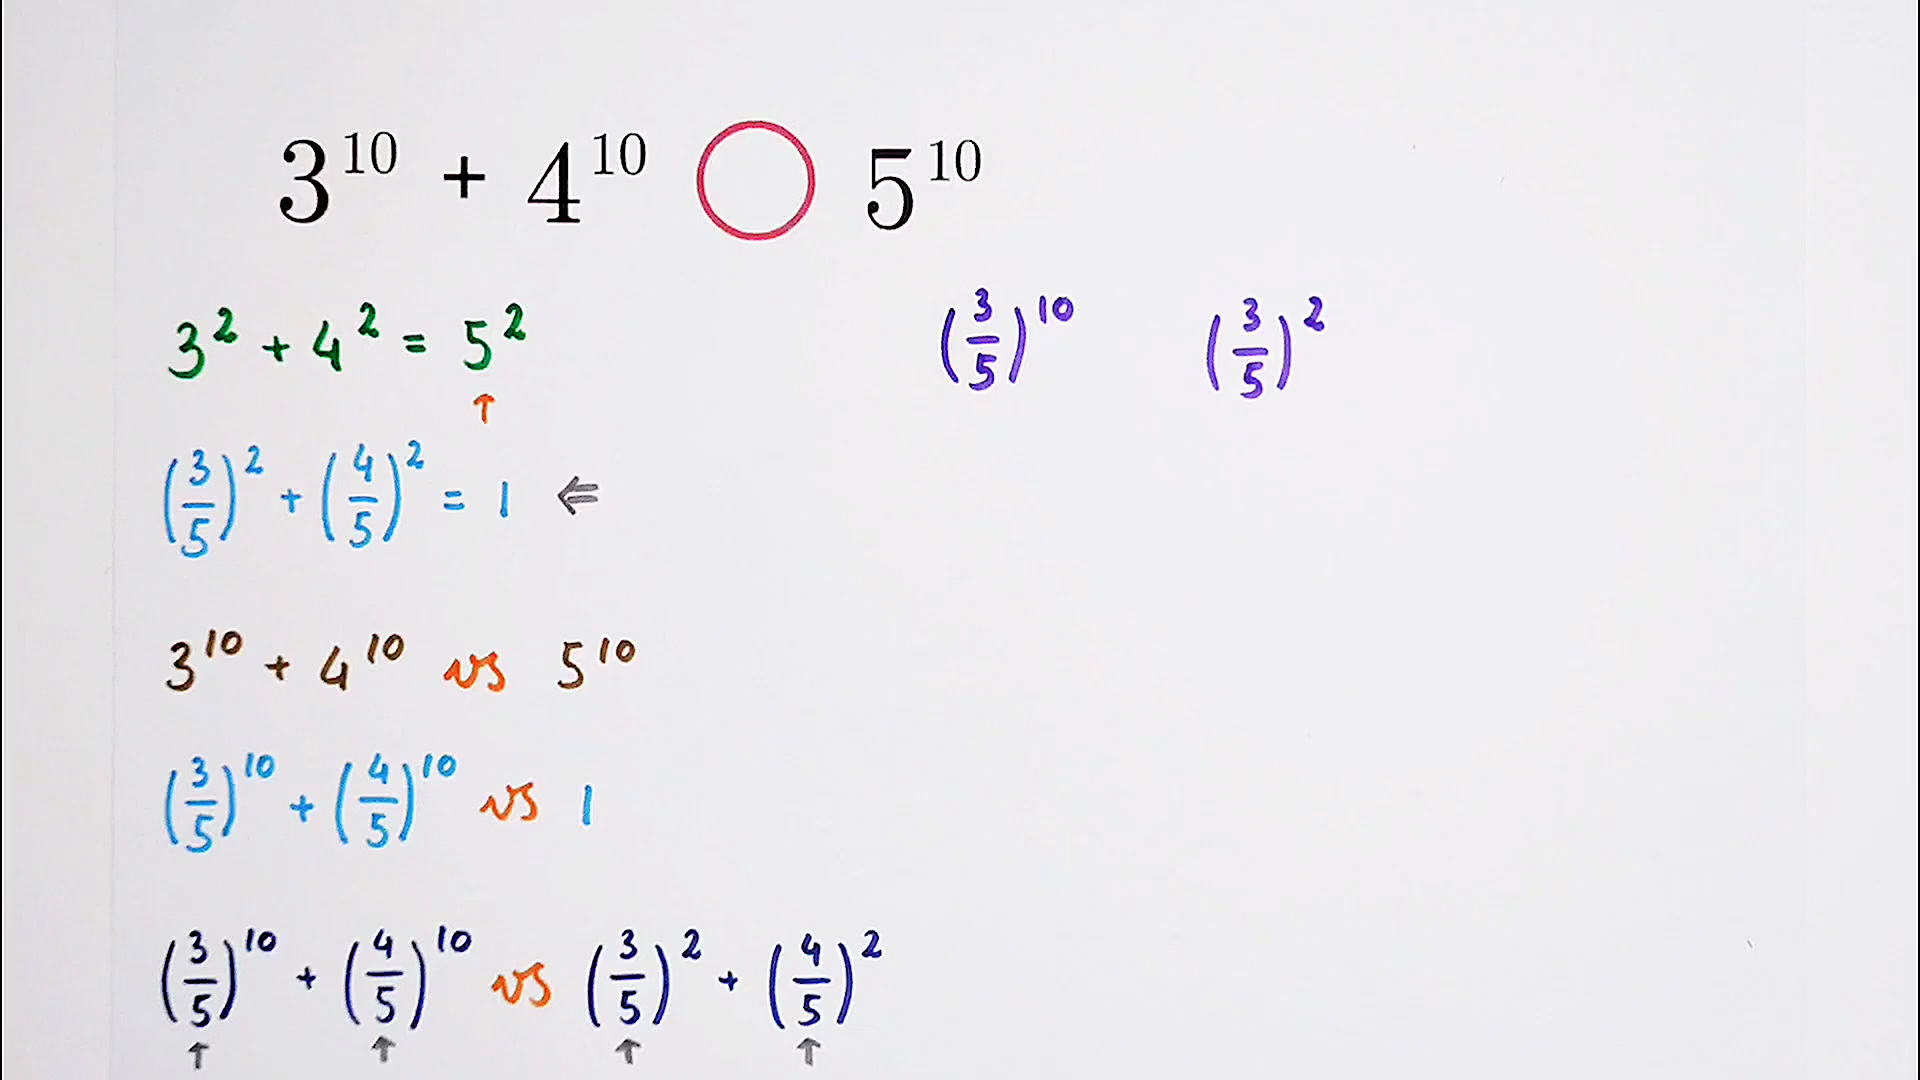 3^10 + 4^10 ◯ 5^10
3^2 + 4^2 = 5^2
↑
(3/5)^2 + (4/5)^2 = 1 ⇐
3^10 + 4^10 vs 5^10
(3/5)^10 + (4/5)^10 vs 1
(3/5)^10 + (4/5)^10 vs (3/5)^2 + (4/5)^2
↑ ↑ ↑ ↑
(3/5)^10 (3/5)^2